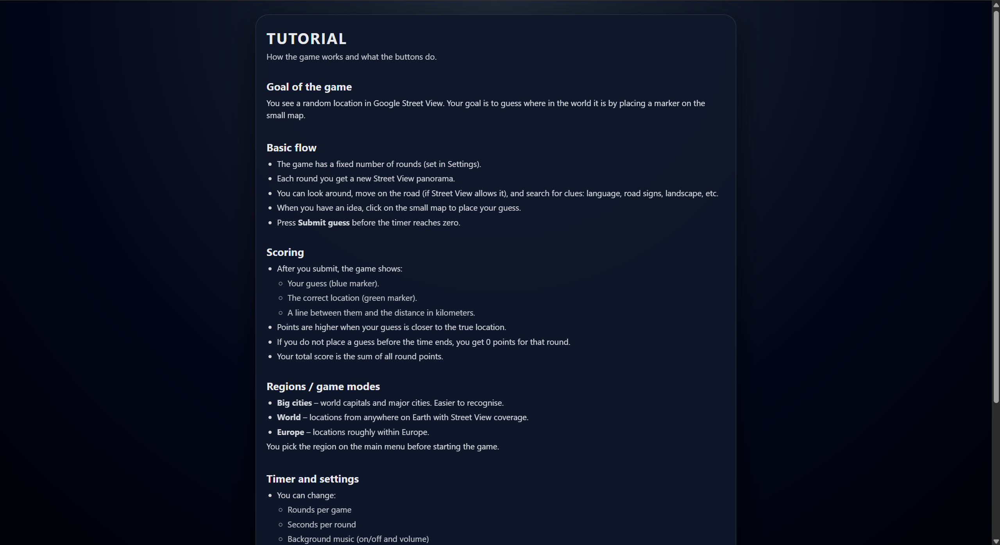 TUTORIAL
How the game works and what the buttons do.
Goal of the game
You see a random location in Google Street View. Your goal is to guess where in the world it is by placing a marker on the
small map.
Basic flow
The game has a fixed number of rounds (set in Settings).
Each round you get a new Street View panorama.
You can look around, move on the road (if Street View allows it), and search for clues: language, road signs, landscape, etc.
When you have an idea, click on the small map to place your guess.
Press Submit guess before the timer reaches zero.
Scoring
After you submit, the game shows:
Your guess (blue marker).
The correct location (green marker).
A line between them and the distance in kilometers.
Points are higher when your guess is closer to the true location.
If you do not place a guess before the time ends, you get 0 points for that round.
Your total score is the sum of all round points.
Regions / game modes
Big cities – world capitals and major cities. Easier to recognise.
World – locations from anywhere on Earth with Street View coverage.
Europe – locations roughly within Europe.
You pick the region on the main menu before starting the game.
Timer and settings
You can change:
Rounds per game
Seconds per round
Background music (on/off and volume)